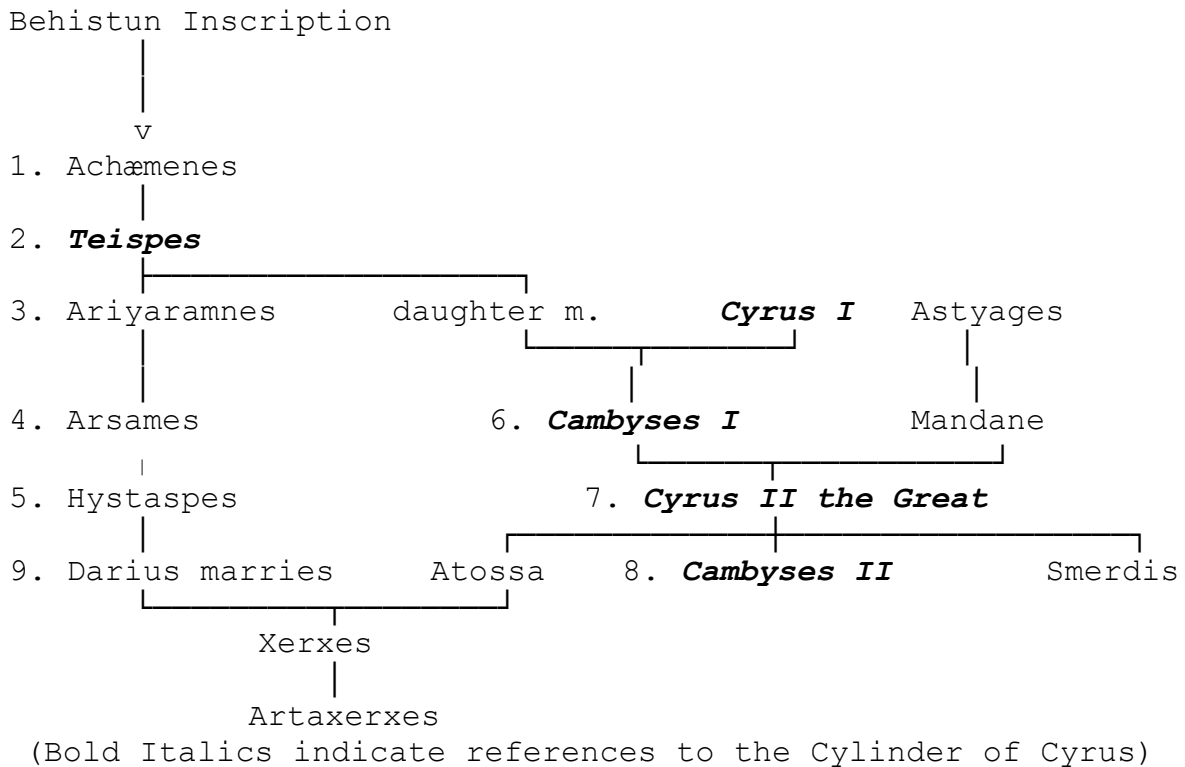 Behistun Inscription
v
1. Achæmenes
2. Teispes
3. Ariyaramnes daughter m. Cyrus I Astyages
4. Arsames 6. Cambyses I Mandane
5. Hystaspes 7. Cyrus II the Great
9. Darius marries Atossa 8. Cambyses II Smerdis
Xerxes
Artaxerxes
(Bold Italics indicate references to the Cylinder of Cyrus)